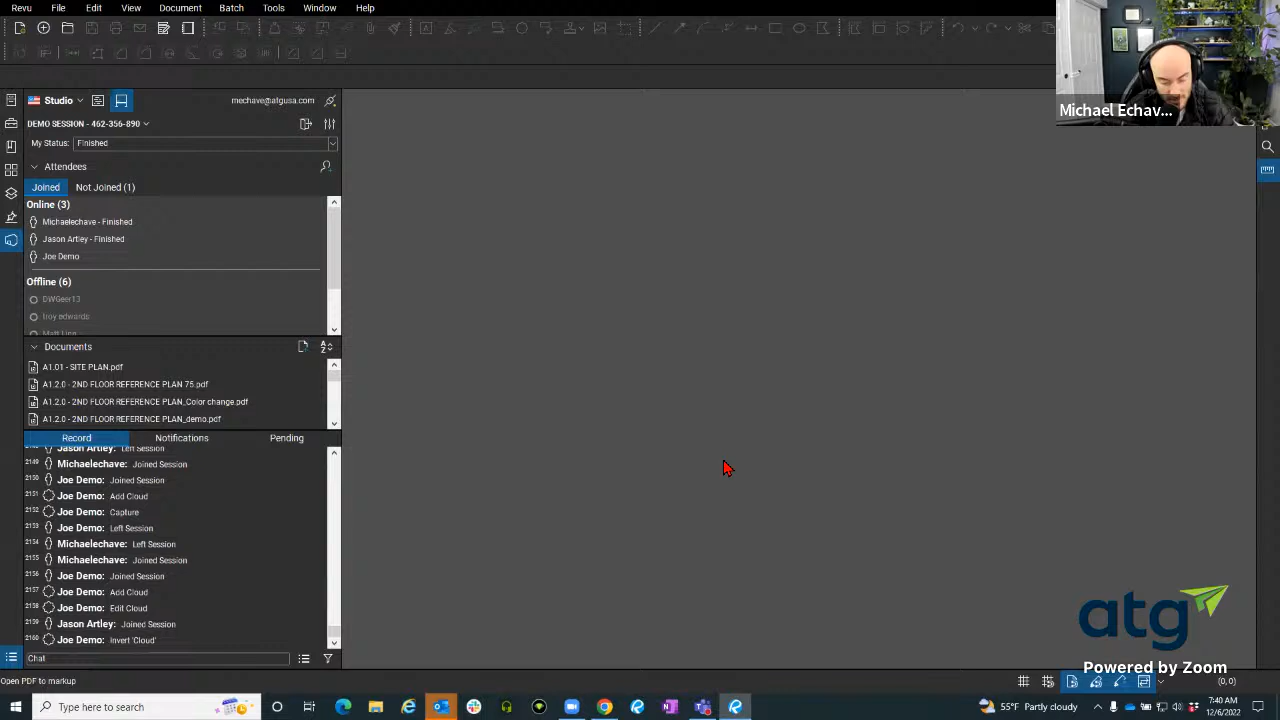 Revu File Edit View Document Batch Tools Window Help
Michael Echav...
Studio mechave@atgusa.com
DEMO SESSION - 462-356-890
My Status: Finished
Attendees
Joined Not Joined (1)
Online (3)
Michaelechave - Finished
Jason Artley - Finished
Joe Demo
Offline (6)
DWGeer13
troy edwards
Documents
A1.01 - SITE PLAN.pdf
A1.2.0 - 2ND FLOOR REFERENCE PLAN 75.pdf
A1.2.0 - 2ND FLOOR REFERENCE PLAN_Color change.pdf
A1.2.0 - 2ND FLOOR REFERENCE PLAN_demo.pdf
Record Notifications Pending
Jason Artley: Left Session
2149 Michaelechave: Joined Session
2150 Joe Demo: Joined Session
2151 Joe Demo: Add Cloud
2152 Joe Demo: Capture
2153 Joe Demo: Left Session
2154 Michaelechave: Left Session
2155 Michaelechave: Joined Session
2156 Joe Demo: Joined Session
2157 Joe Demo: Add Cloud
2158 Joe Demo: Edit Cloud
2159 Jason Artley: Joined Session
2160 Joe Demo: Invert 'Cloud'
Chat
atg
Powered by Zoom
Open PDF to markup (0, 0)
Type here to search 55°F Partly cloudy 7:40 AM
12/6/2022